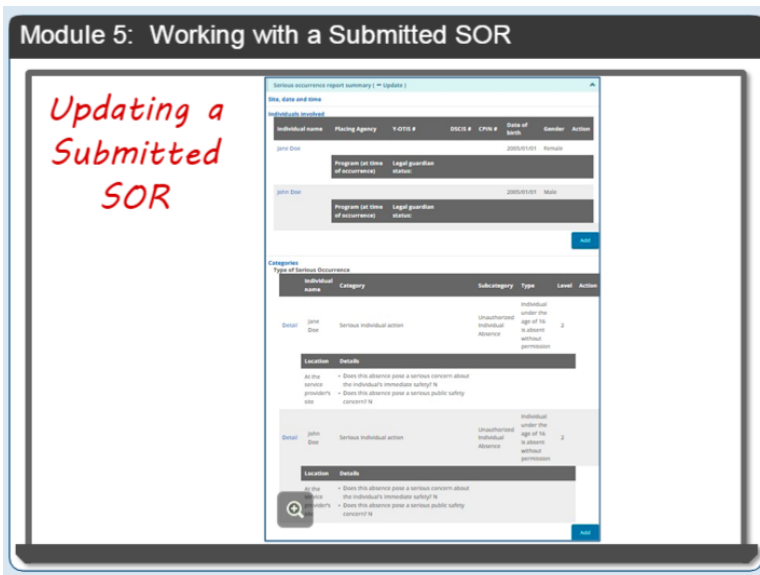 Module 5: Working with a Submitted SOR
Updating a
Submitted
SOR
Serious occurrence report summary ( Update )
Site, date and time
Individuals Involved
Individual name Placing Agency Y-OTIS # DSCIS # CPIN # Date of birth Gender Action
Jane Doe 2005/01/01 Female
Program (at time of occurrence) Legal guardian status:
John Doe 2005/01/01 Male
Program (at time of occurrence) Legal guardian status:
Add
Categories
Type of Serious Occurrence
Individual name Category Subcategory Type Level Action
Detail Jane Doe Serious individual action Unauthorized Individual Absence Individual under the age of 16 is absent without permission 2
Location Details
At the service provider's site • Does this absence pose a serious concern about the individual's immediate safety? N
• Does this absence pose a serious public safety concern? N
Detail John Doe Serious individual action Unauthorized Individual Absence Individual under the age of 16 is absent without permission 2
Location Details
At the service provider's • Does this absence pose a serious concern about the individual's immediate safety? N
• Does this absence pose a serious public safety concern? N
Add